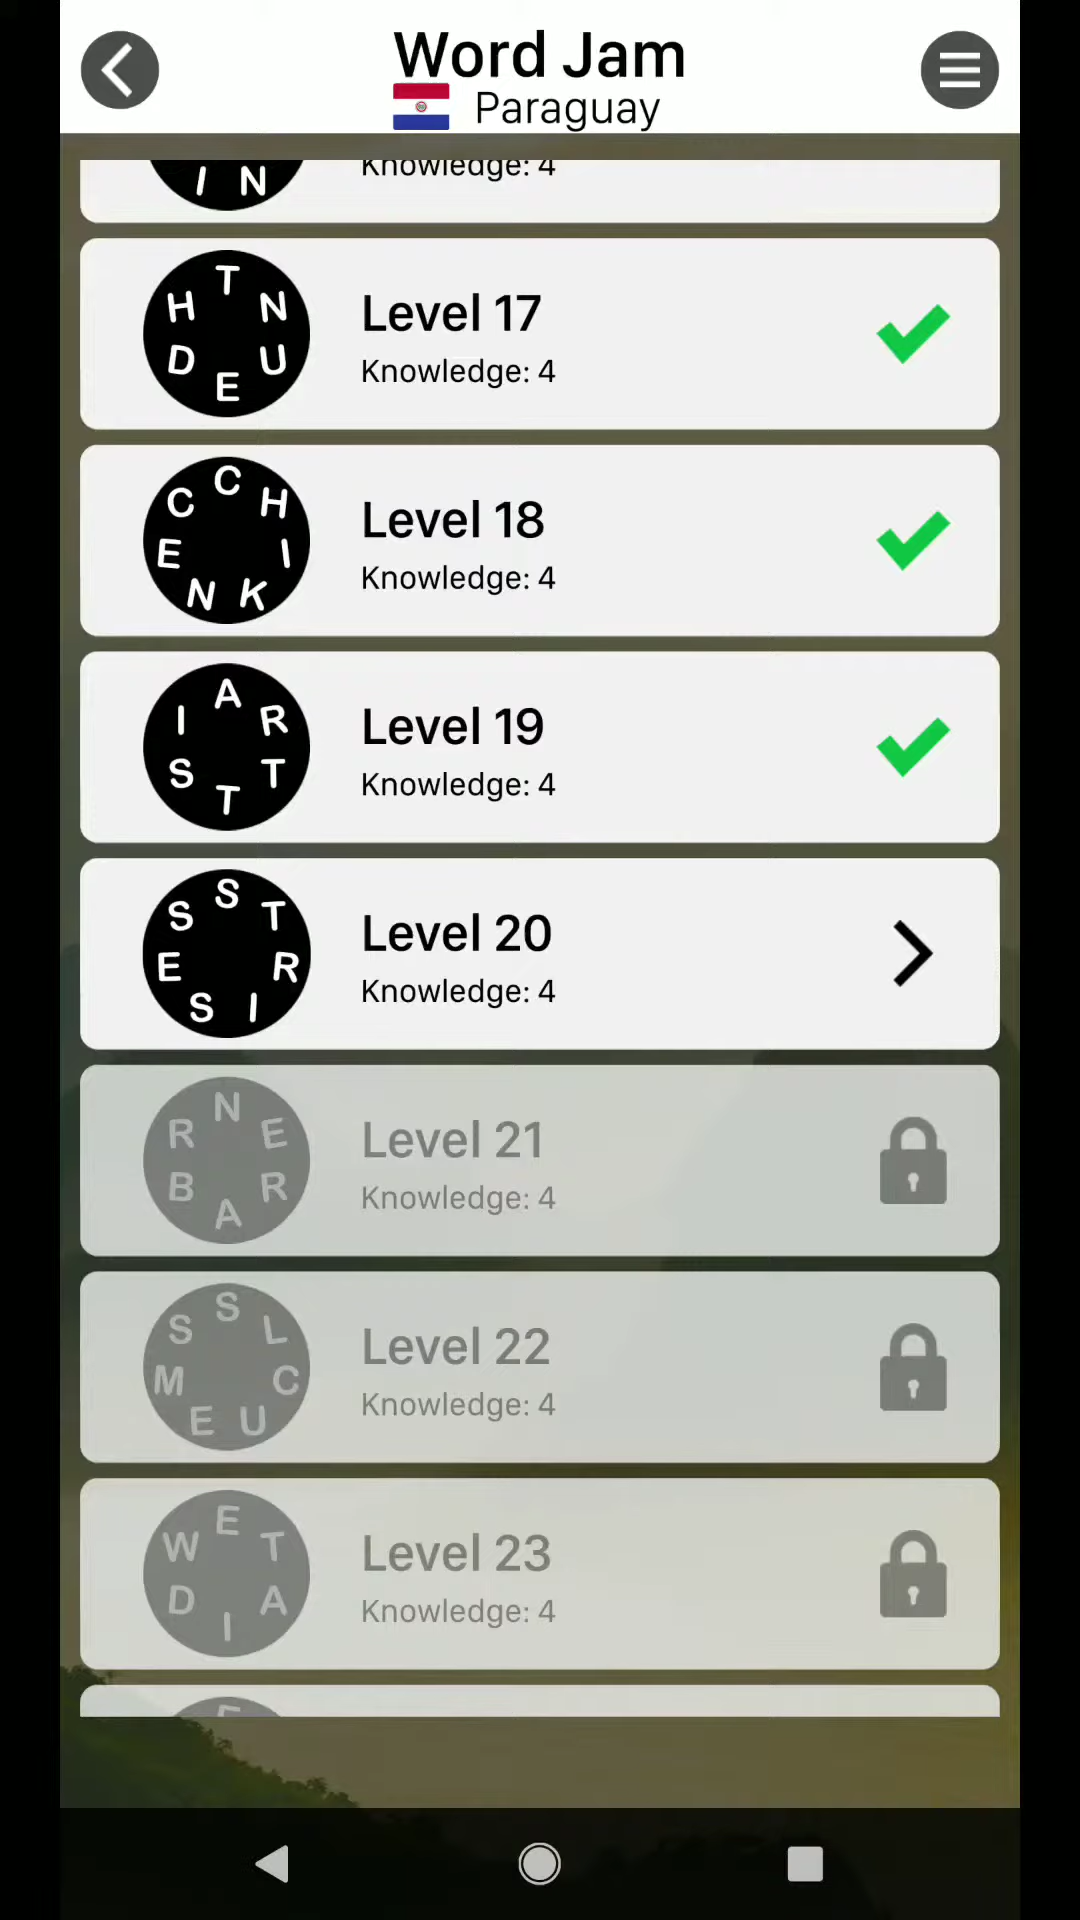 Word Jam
Paraguay
I N
Knowledge: 4
T N U E D H
Level 17
Knowledge: 4
C H I K N E C
Level 18
Knowledge: 4
A R T T S I
Level 19
Knowledge: 4
S T R I S E S
Level 20
Knowledge: 4
N E R A B R
Level 21
Knowledge: 4
S L C U E M S
Level 22
Knowledge: 4
E T A I D W
Level 23
Knowledge: 4